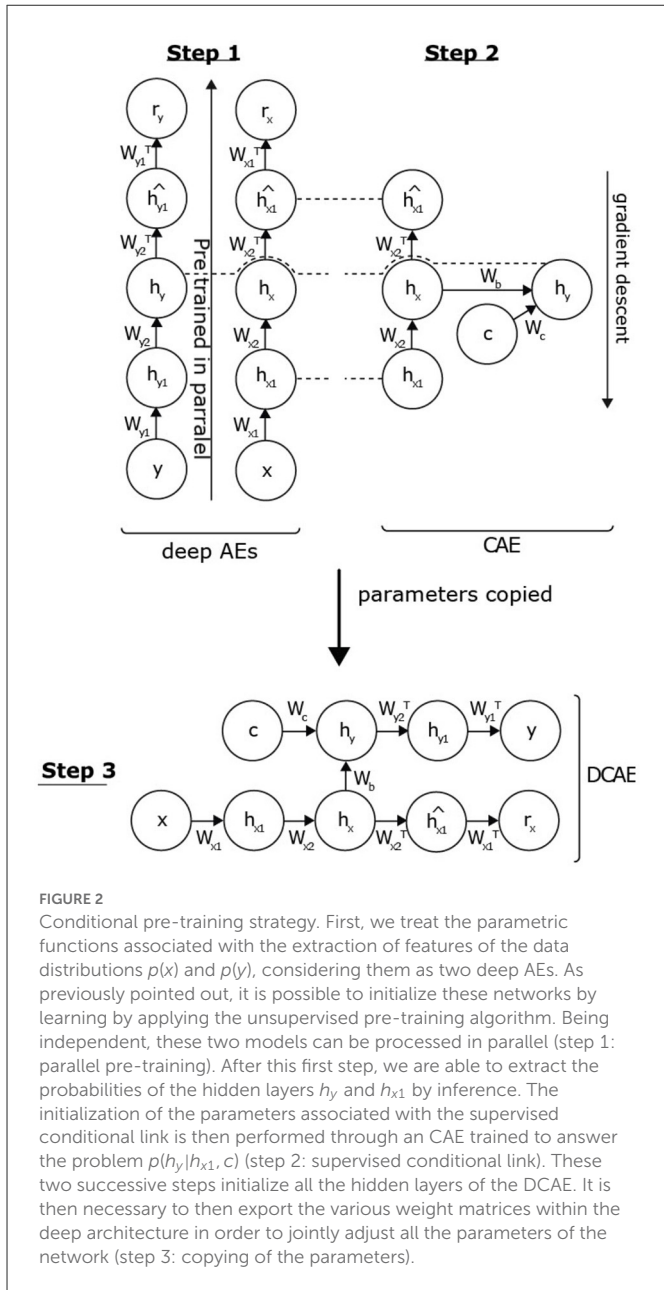 Step 1
Step 2
r_y
r_x
W_y1^T
W_x1^T
ĥ_y1
ĥ_x1
ĥ_x1
W_y2^T
W_x2^T
W_x2^T
h_y
h_x
h_x
W_b
h_y
W_y2
W_x2
W_x2
c
W_c
h_y1
h_x1
h_x1
W_y1
W_x1
y
x
Pre-trained in parralel
gradient descent
deep AEs
CAE
parameters copied
Step 3
c
W_c
h_y
W_y2^T
h_y1
W_y1^T
y
W_b
DCAE
x
W_x1
h_x1
W_x2
h_x
W_x2^T
ĥ_x1
W_x1^T
r_x
FIGURE 2
Conditional pre-training strategy. First, we treat the parametric
functions associated with the extraction of features of the data
distributions p(x) and p(y), considering them as two deep AEs. As
previously pointed out, it is possible to initialize these networks by
learning by applying the unsupervised pre-training algorithm. Being
independent, these two models can be processed in parallel (step 1:
parallel pre-training). After this first step, we are able to extract the
probabilities of the hidden layers h_y and h_x1 by inference. The
initialization of the parameters associated with the supervised
conditional link is then performed through an CAE trained to answer
the problem p(h_y|h_x1, c) (step 2: supervised conditional link). These
two successive steps initialize all the hidden layers of the DCAE. It is
then necessary to then export the various weight matrices within the
deep architecture in order to jointly adjust all the parameters of the
network (step 3: copying of the parameters).